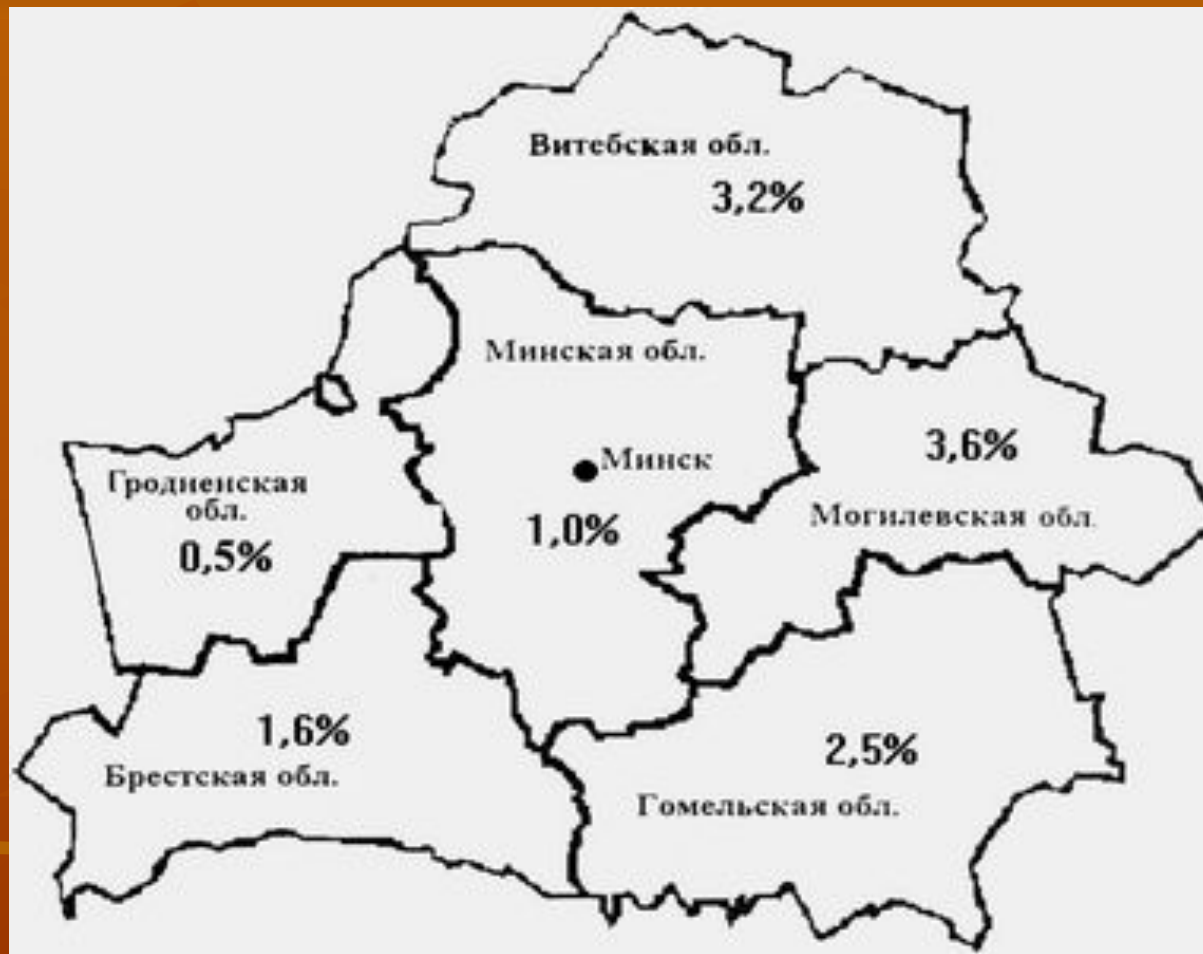 Витебская обл.
3,2%
Минская обл.
Минск
1,0%
3,6%
Могилевская обл.
Гродненская
обл.
0,5%
1,6%
Брестская обл.
2,5%
Гомельская обл.